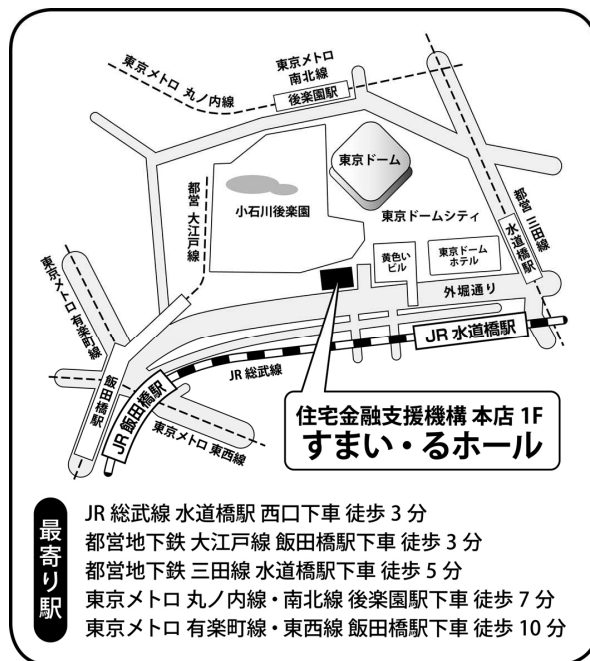 東京メトロ 丸ノ内線
東京メトロ
南北線
後楽園駅
東京ドーム
都営 大江戸線
小石川後楽園
東京ドームシティ
都営 三田線
水道橋駅
黄色い
ビル
東京ドーム
ホテル
外堀通り
東京メトロ 有楽町線
飯田橋駅
JR 飯田橋駅
JR 総武線
JR 水道橋駅
東京メトロ 東西線
住宅金融支援機構 本店 1F
すまい・るホール
最寄り駅
JR 総武線 水道橋駅 西口下車 徒歩 3 分
都営地下鉄 大江戸線 飯田橋駅下車 徒歩 3 分
都営地下鉄 三田線 水道橋駅下車 徒歩 5 分
東京メトロ 丸ノ内線・南北線 後楽園駅下車 徒歩 7 分
東京メトロ 有楽町線・東西線 飯田橋駅下車 徒歩 10 分